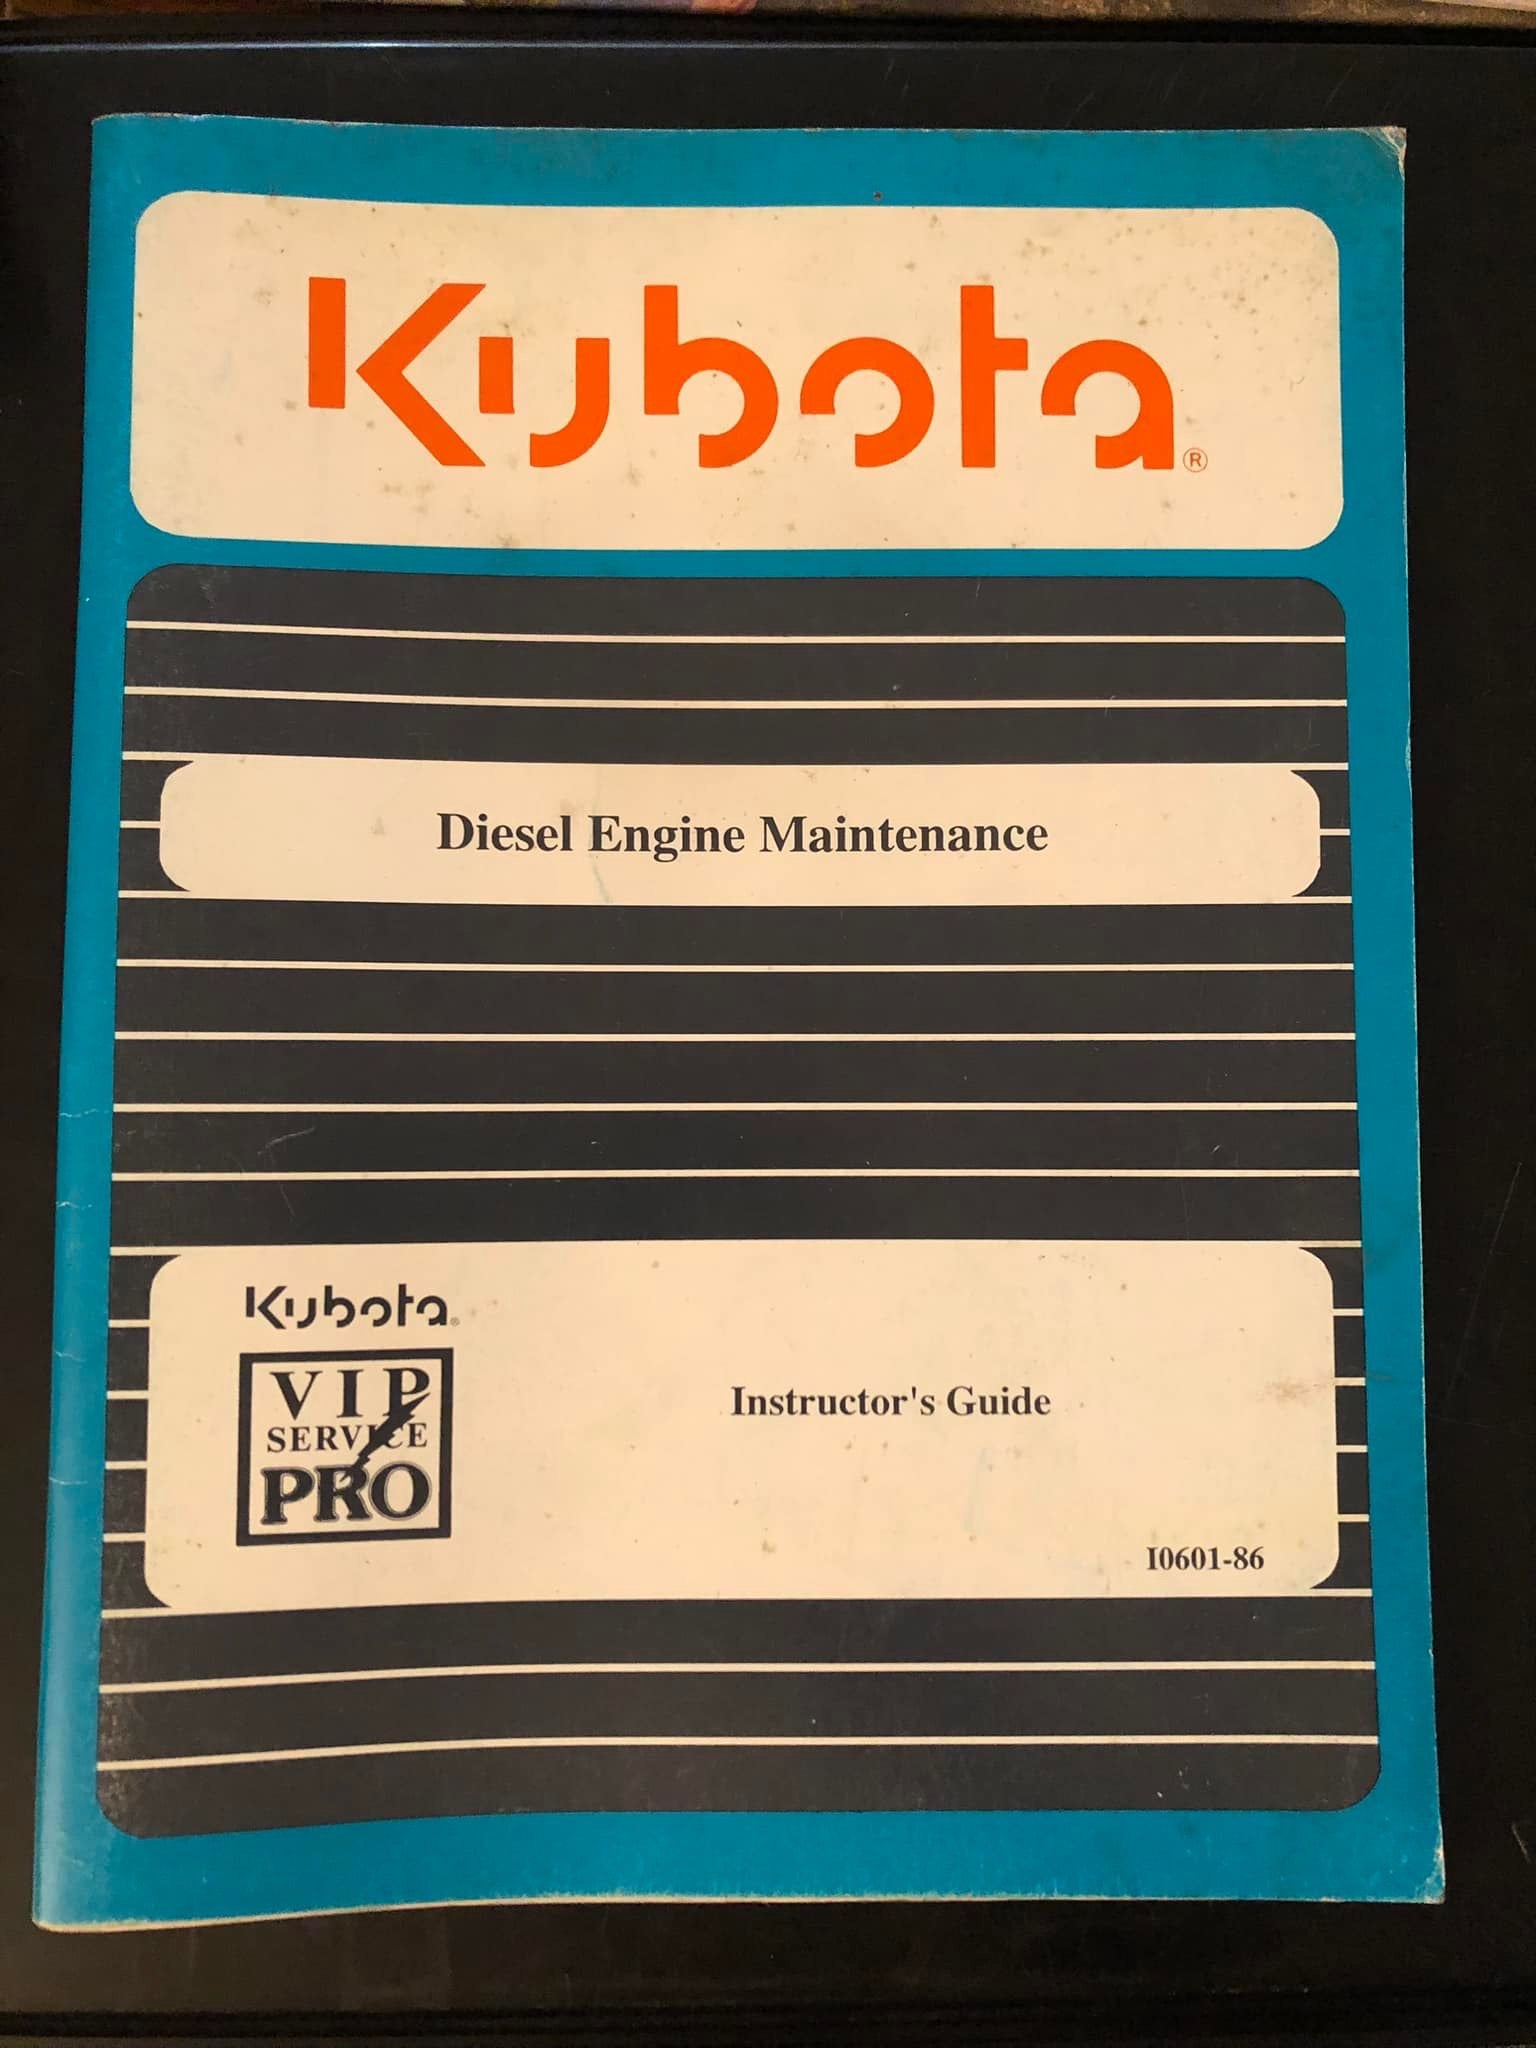 Kubota®
Diesel Engine Maintenance
Kubota®
VIP
SERVICE
PRO
Instructor's Guide
I0601-86